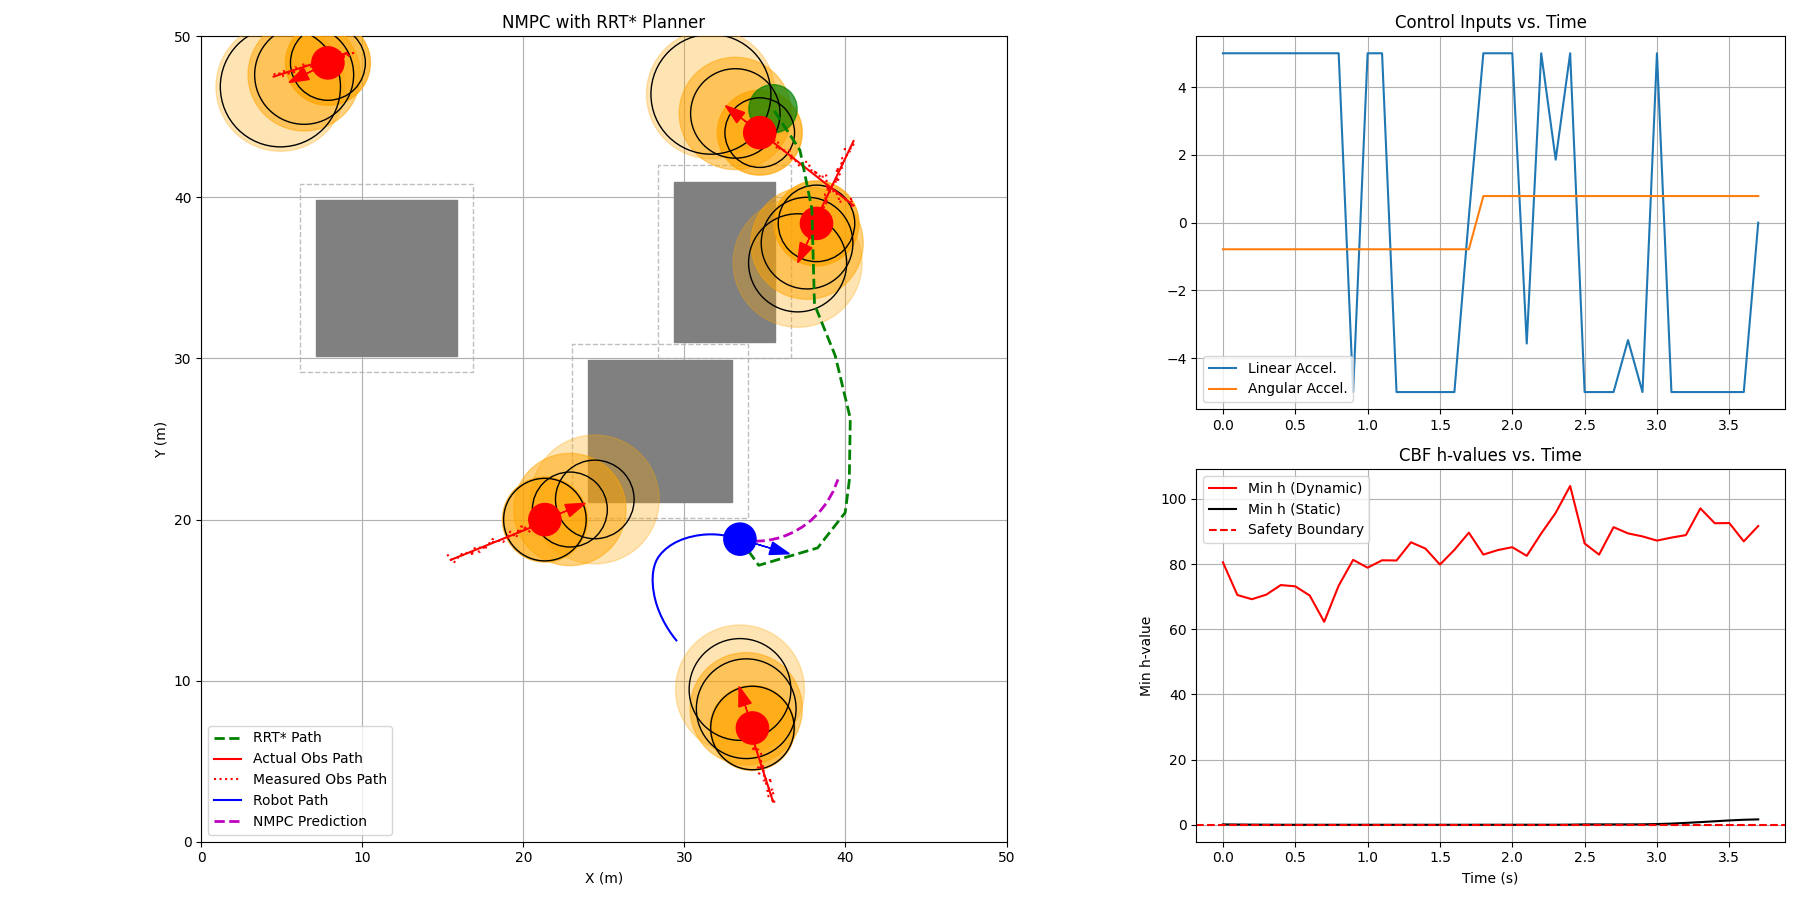 NMPC with RRT* Planner
Y (m)
50
40
30
20
10
0
0
10
20
30
40
50
X (m)
RRT* Path
Actual Obs Path
Measured Obs Path
Robot Path
NMPC Prediction
Control Inputs vs. Time
4
2
0
−2
−4
Linear Accel.
Angular Accel.
0.0
0.5
1.0
1.5
2.0
2.5
3.0
3.5
CBF h-values vs. Time
Min h-value
100
80
60
40
20
0
Min h (Dynamic)
Min h (Static)
Safety Boundary
0.0
0.5
1.0
1.5
2.0
2.5
3.0
3.5
Time (s)